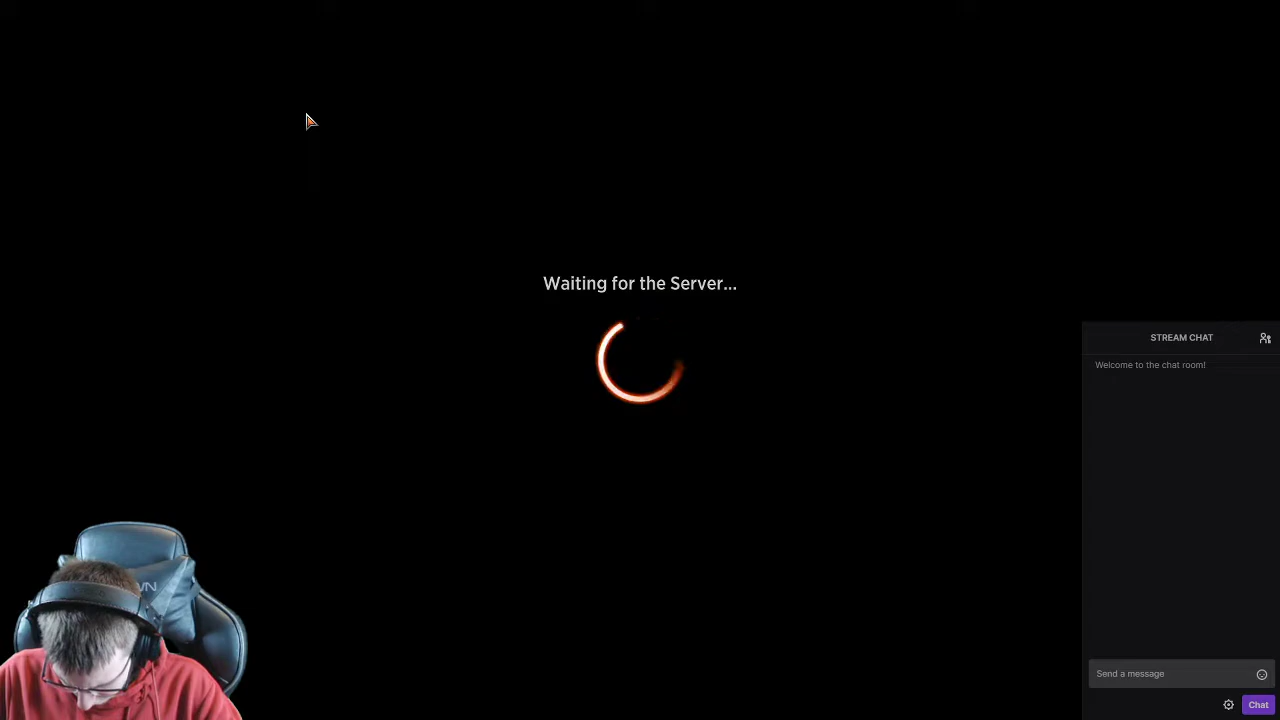 Waiting for the Server...
STREAM CHAT
Welcome to the chat room!
Send a message
Chat